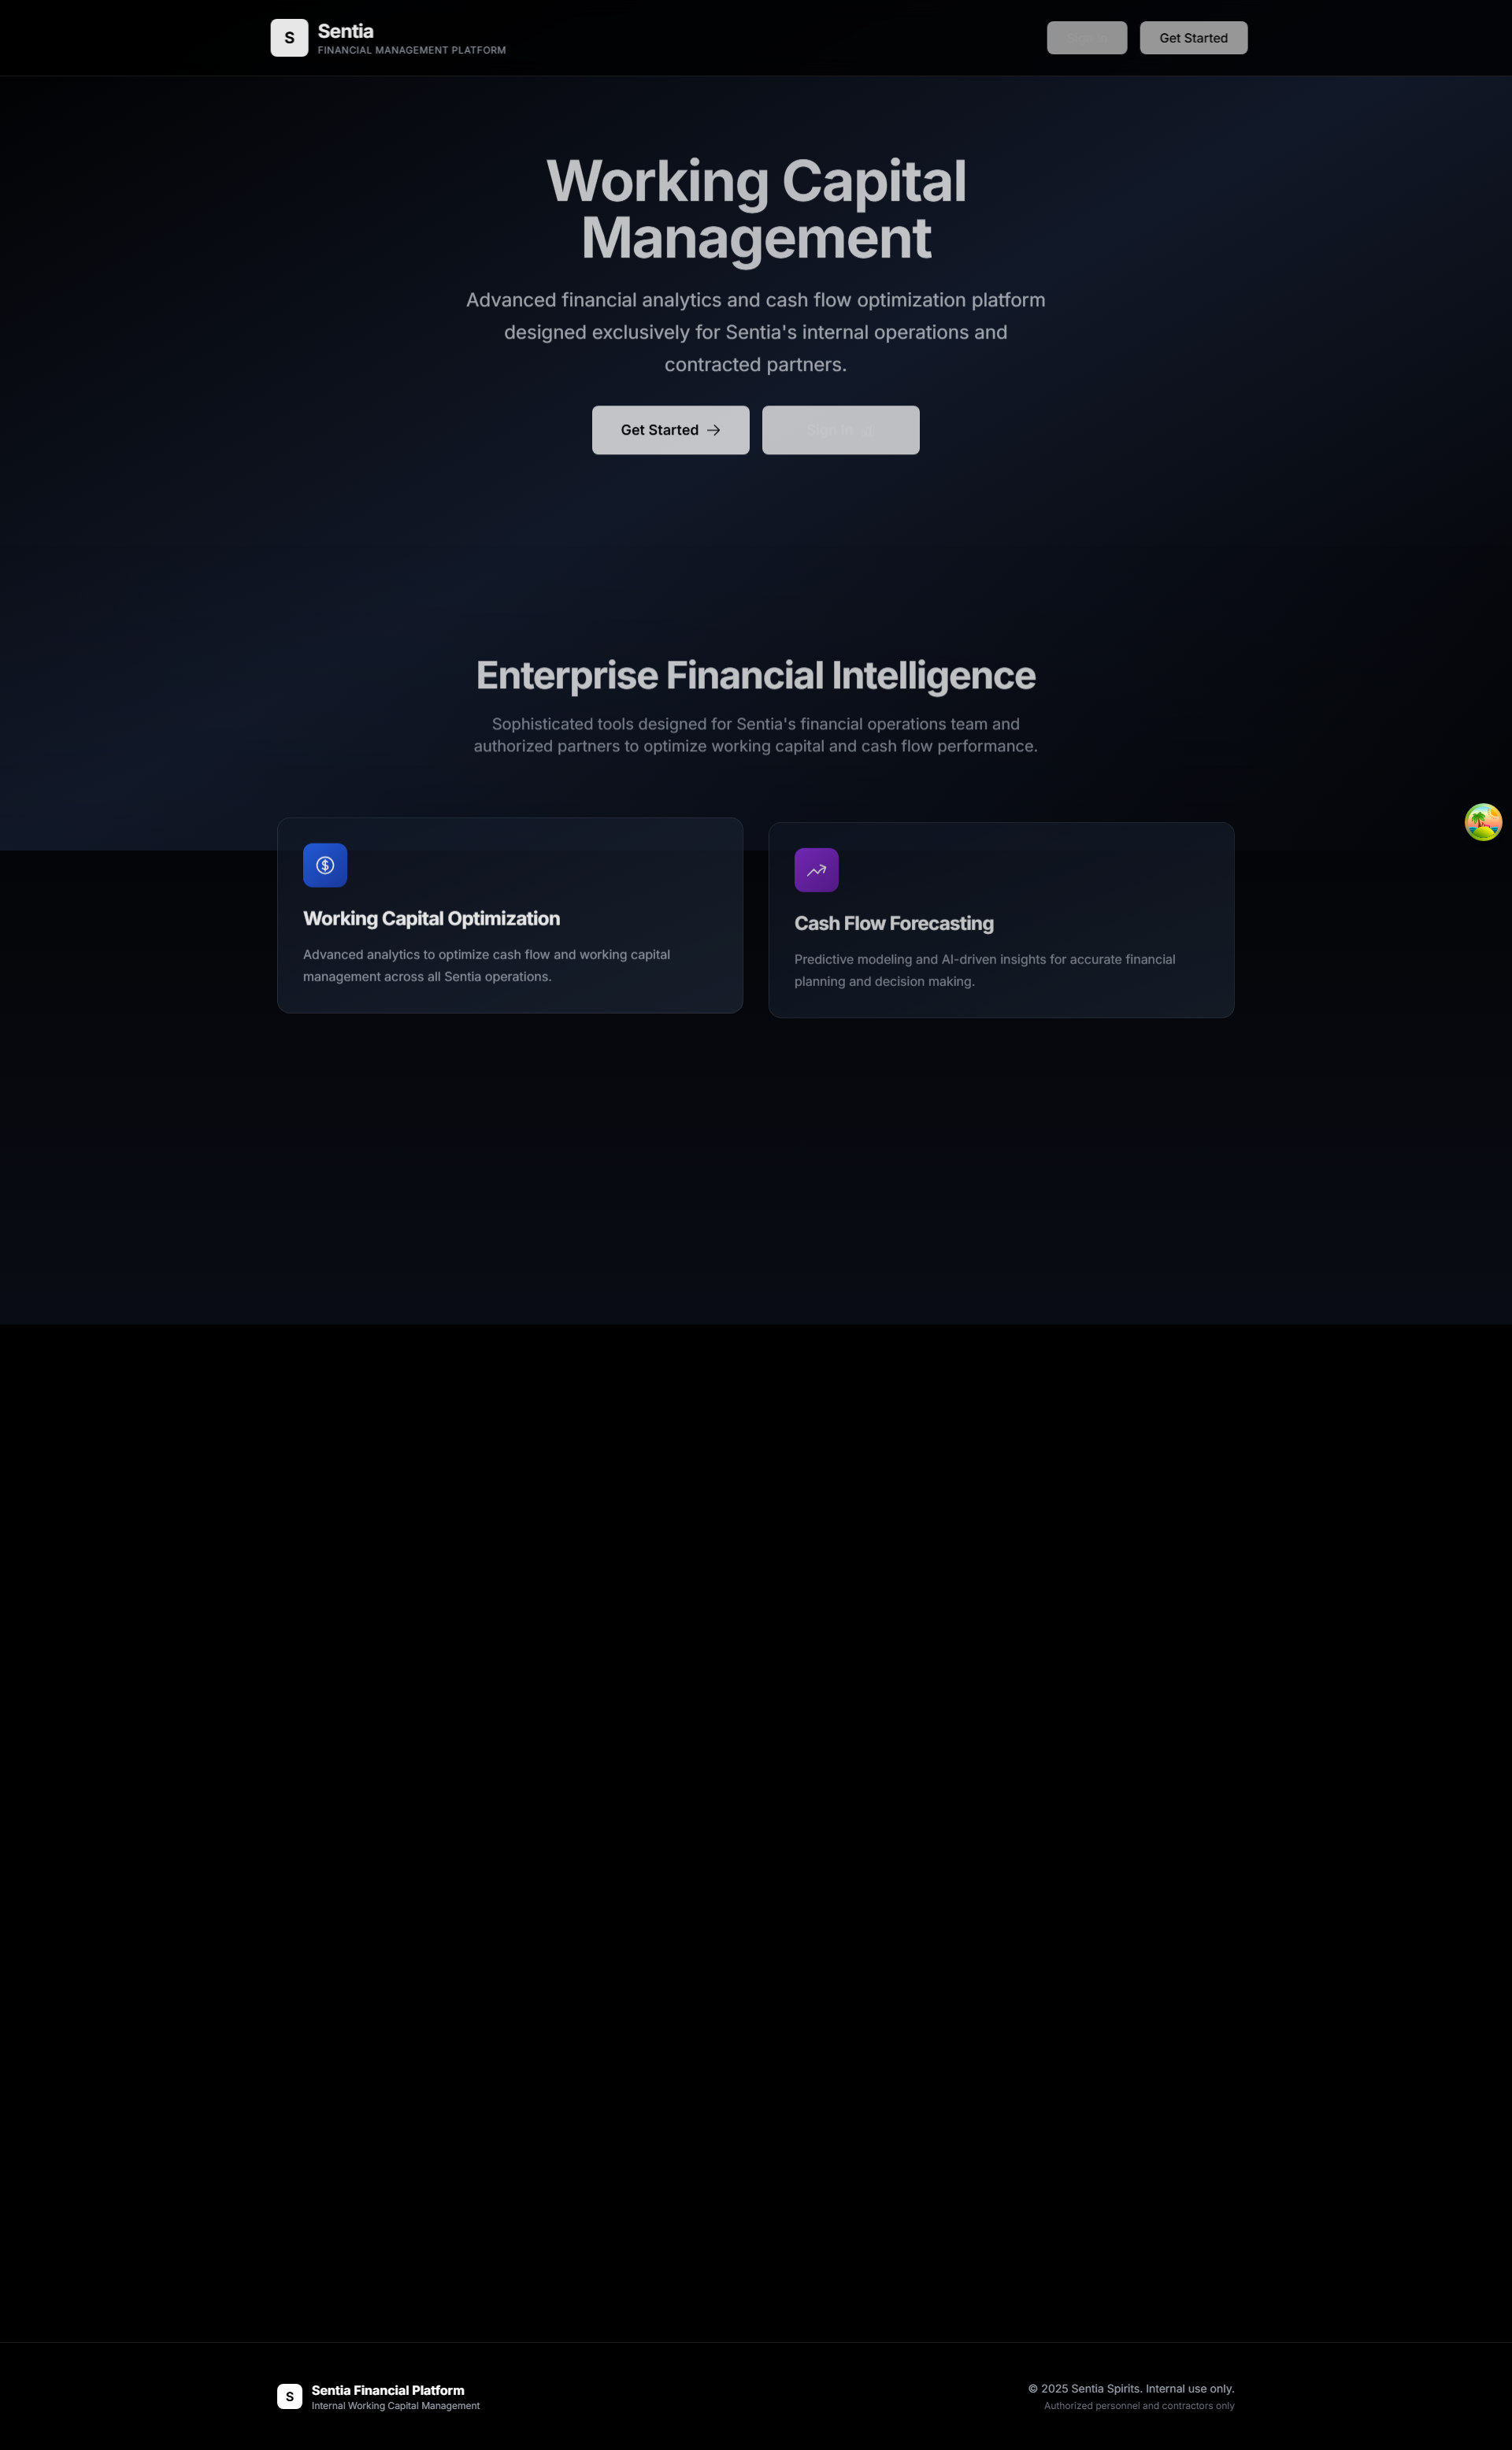 S
Sentia
FINANCIAL MANAGEMENT PLATFORM
Get Started
Working Capital
Management
Advanced financial analytics and cash flow optimization platform
designed exclusively for Sentia's internal operations and
contracted partners.
Get Started
Sign In
Enterprise Financial Intelligence
Sophisticated tools designed for Sentia's financial operations team and
authorized partners to optimize working capital and cash flow performance.
Working Capital Optimization
Advanced analytics to optimize cash flow and working capital
management across all Sentia operations.
Cash Flow Forecasting
Predictive modeling and AI-driven insights for accurate financial
planning and decision making.
S
Sentia Financial Platform
Internal Working Capital Management
© 2025 Sentia Spirits. Internal use only.
Authorized personnel and contractors only